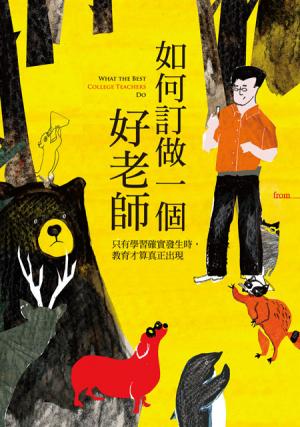 如何訂做一個
好老師
WHAT THE BEST
COLLEGE TEACHERS
DO
只有學習確實發生時，
教育才算真正出現
from